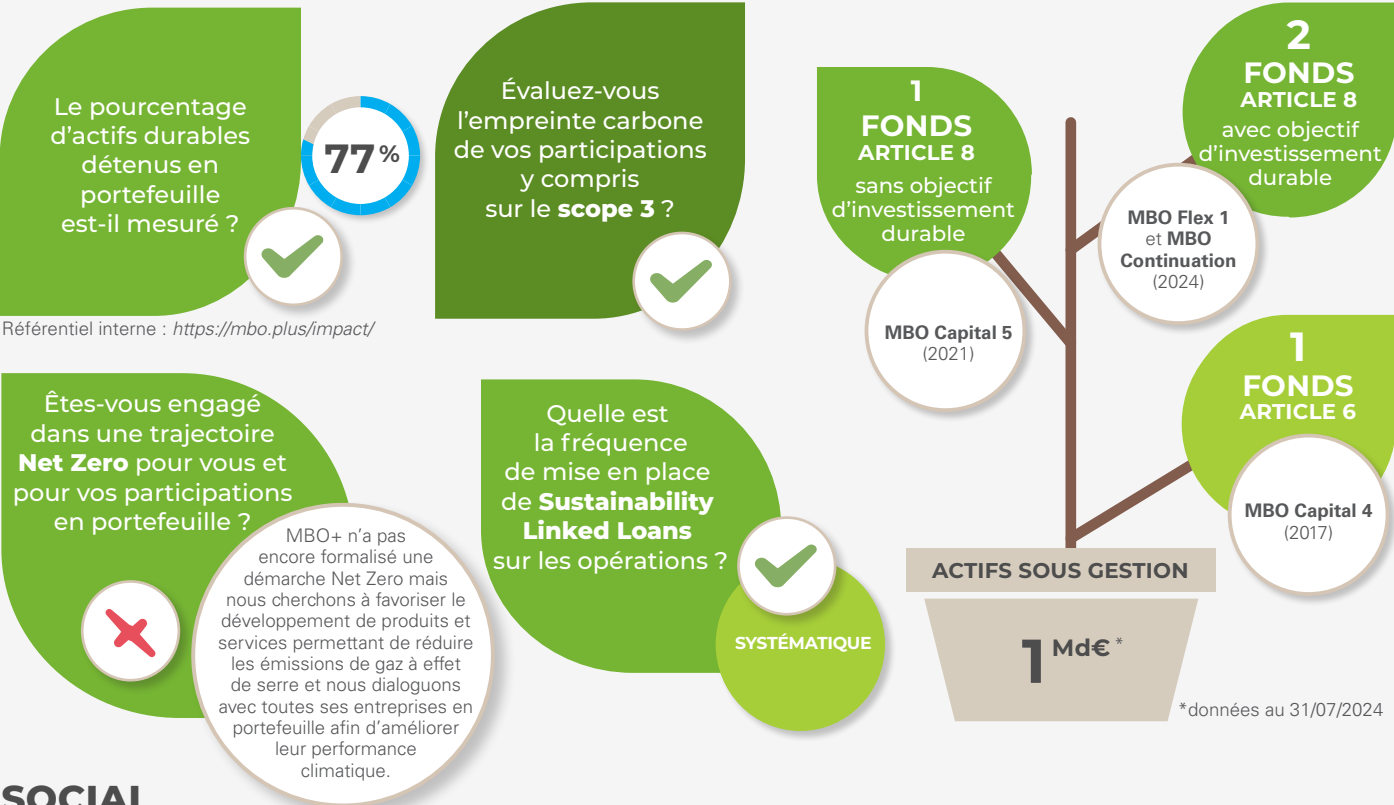 Le pourcentage
d'actifs durables
détenus en
portefeuille
est-il mesuré ?
77 %
Référentiel interne : https://mbo.plus/impact/
Évaluez-vous
l'empreinte carbone
de vos participations
y compris
sur le scope 3 ?
Êtes-vous engagé
dans une trajectoire
Net Zero pour vous et
pour vos participations
en portefeuille ?
MBO+ n'a pas
encore formalisé une
démarche Net Zero mais
nous cherchons à favoriser le
développement de produits et
services permettant de réduire
les émissions de gaz à effet
de serre et nous dialoguons
avec toutes ses entreprises en
portefeuille afin d'améliorer
leur performance
climatique.
Quelle est
la fréquence
de mise en place
de Sustainability
Linked Loans
sur les opérations ?
SYSTÉMATIQUE
1
FONDS
ARTICLE 8
sans objectif
d'investissement
durable
MBO Capital 5
(2021)
2
FONDS
ARTICLE 8
avec objectif
d'investissement
durable
MBO Flex 1
et MBO
Continuation
(2024)
1
FONDS
ARTICLE 6
MBO Capital 4
(2017)
ACTIFS SOUS GESTION
1 Md€ *
*données au 31/07/2024
SOCIAL